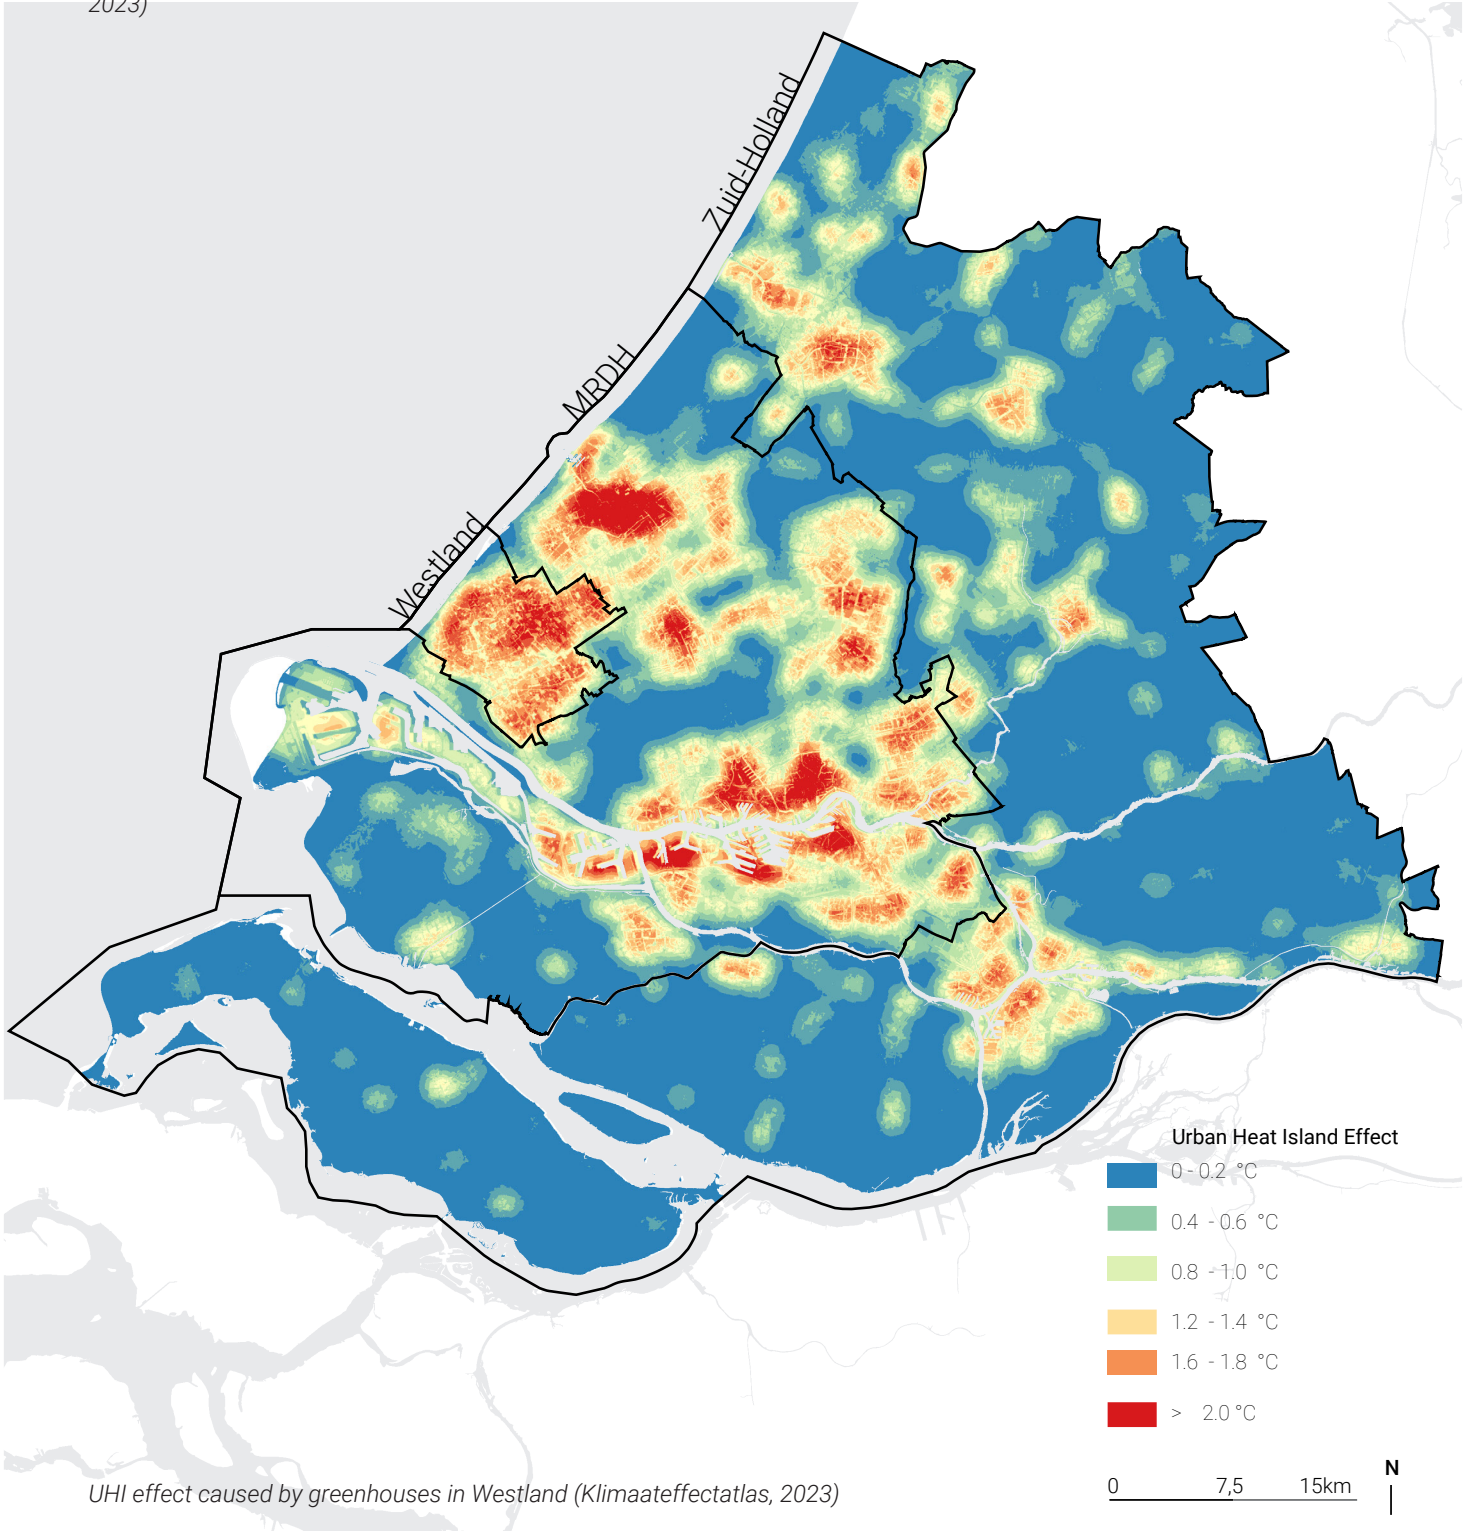 2023)
Zuid-Holland
MRDH
Westland
Urban Heat Island Effect
0 - 0.2 °C
0.4 - 0.6 °C
0.8 - 1.0 °C
1.2 - 1.4 °C
1.6 - 1.8 °C
> 2.0 °C
0 7,5 15km
N
UHI effect caused by greenhouses in Westland (Klimaateffectatlas, 2023)